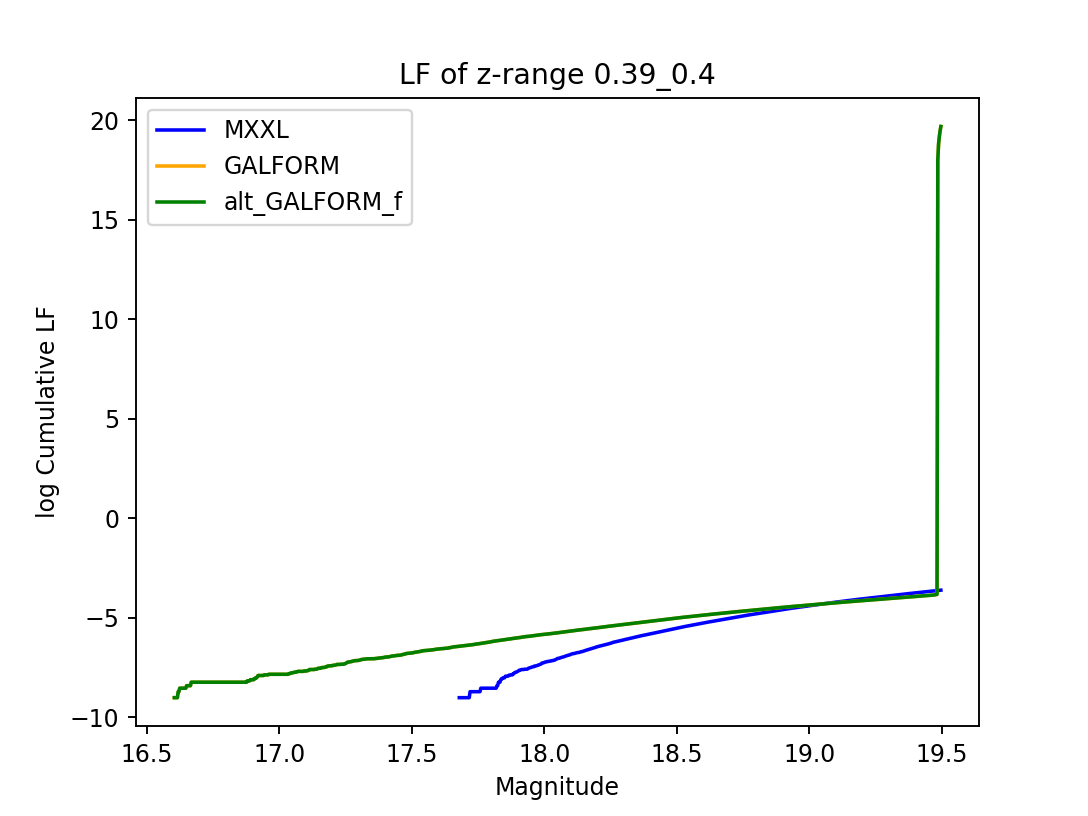 LF of z-range 0.39_0.4
MXXL
GALFORM
alt_GALFORM_f
log Cumulative LF
20
15
10
5
0
−5
−10
16.5 17.0 17.5 18.0 18.5 19.0 19.5
Magnitude